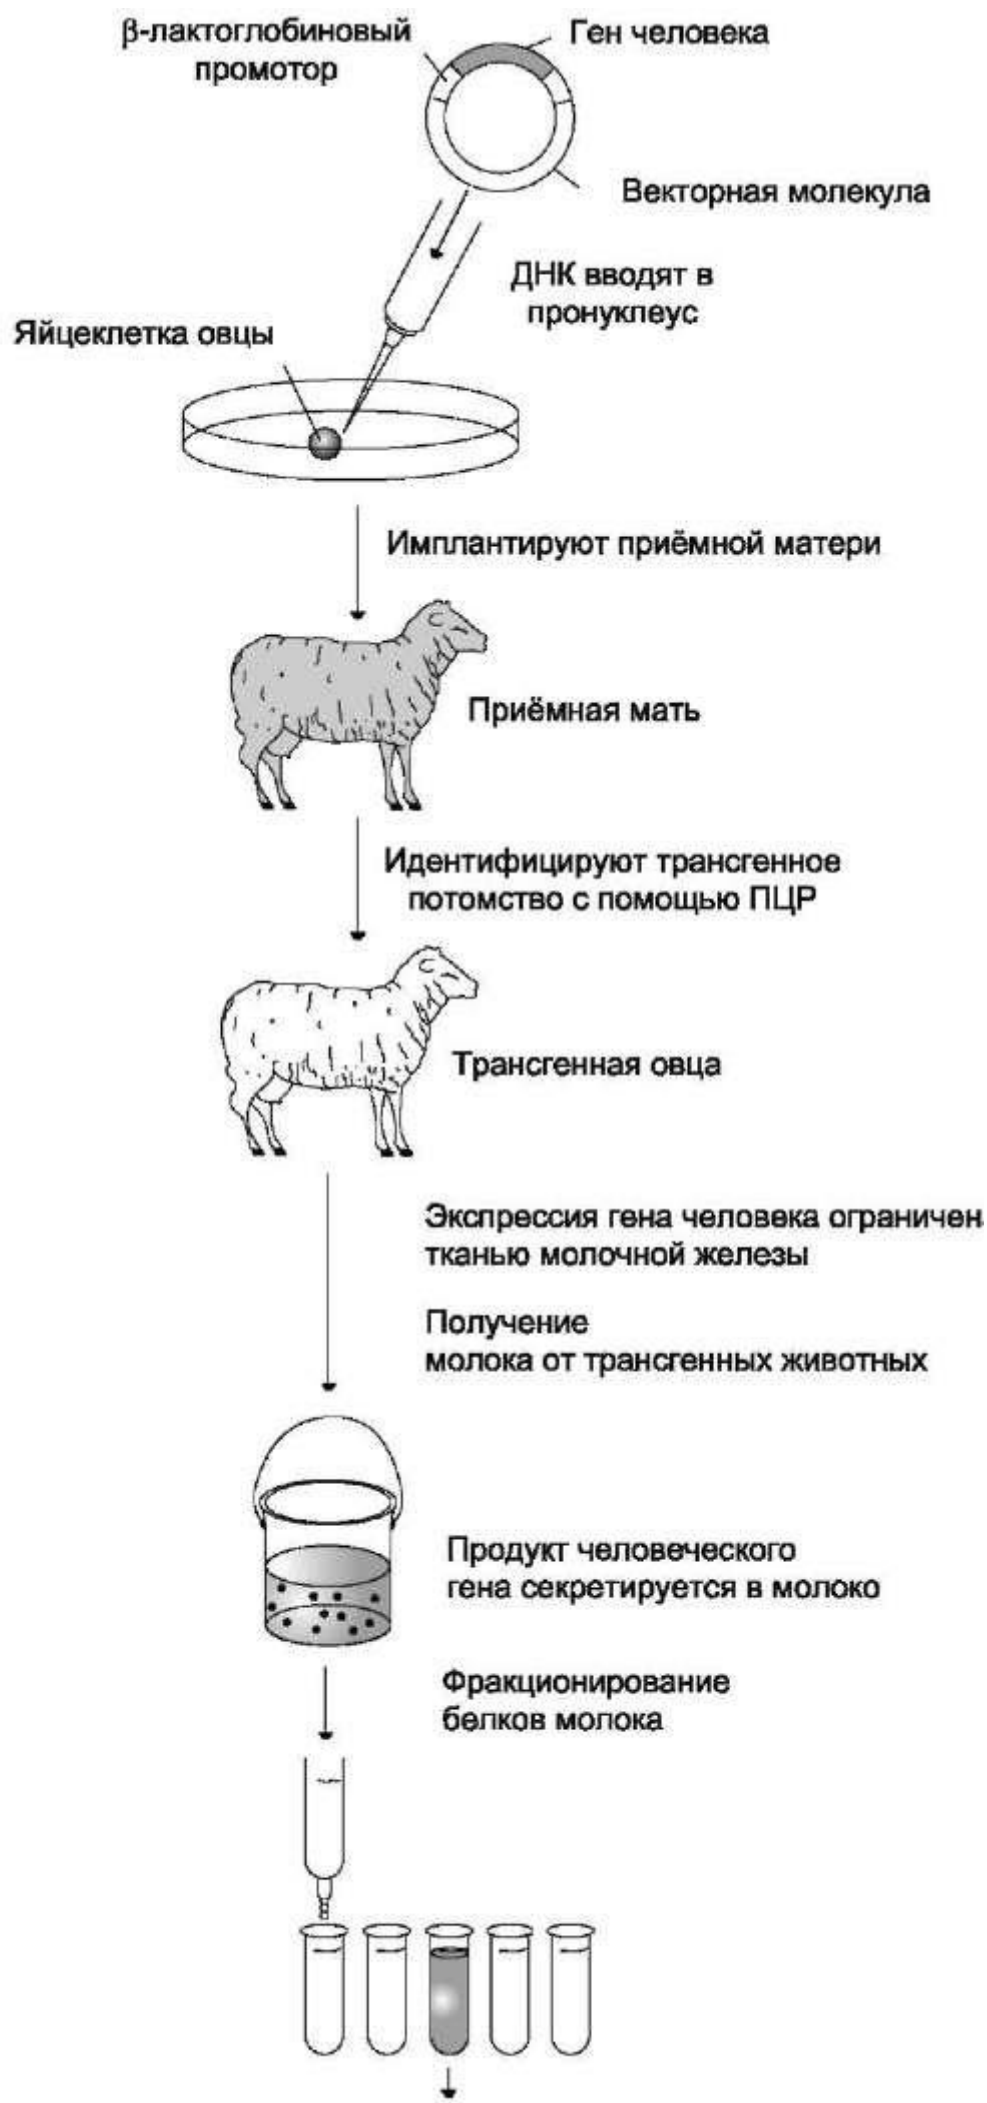 β-лактоглобиновый
промотор
Ген человека
Векторная молекула
ДНК вводят в
пронуклеус
Яйцеклетка овцы
Имплантируют приёмной матери
Приёмная мать
Идентифицируют трансгенное
потомство с помощью ПЦР
Трансгенная овца
Экспрессия гена человека ограничен
тканью молочной железы
Получение
молока от трансгенных животных
Продукт человеческого
гена секретируется в молоко
Фракционирование
белков молока